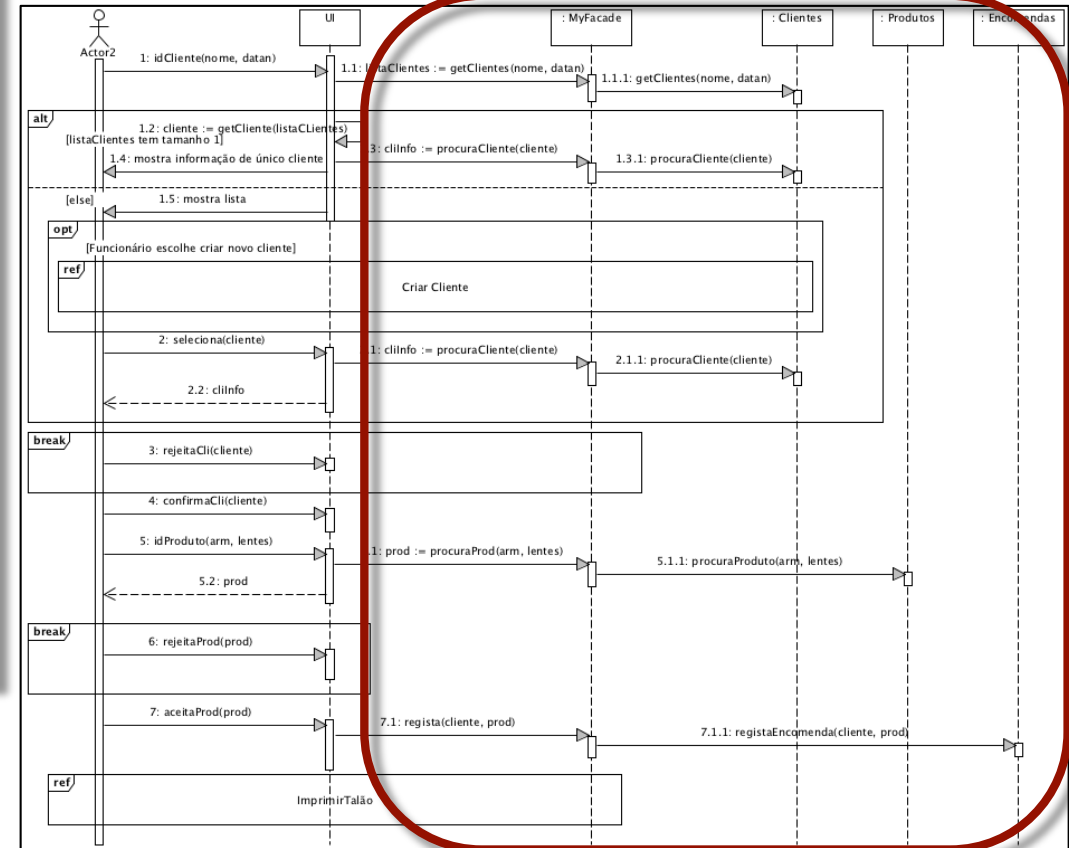 UI
: MyFacade
: Clientes
: Produtos
: Encomendas
Actor2
1: idCliente(nome, datan)
1.1: listaClientes := getClientes(nome, datan)
1.1.1: getClientes(nome, datan)
alt
1.2: cliente := getCliente(listaCLientes)
[listaClientes tem tamanho 1]
3: cliInfo := procuraCliente(cliente)
1.3.1: procuraCliente(cliente)
1.4: mostra informação de único cliente
[else]
1.5: mostra lista
opt
[Funcionário escolhe criar novo cliente]
ref
Criar Cliente
2: seleciona(cliente)
.1: cliInfo := procuraCliente(cliente)
2.1.1: procuraCliente(cliente)
2.2: cliInfo
break
3: rejeitaCli(cliente)
4: confirmaCli(cliente)
5: idProduto(arm, lentes)
.1: prod := procuraProd(arm, lentes)
5.1.1: procuraProduto(arm, lentes)
5.2: prod
break
6: rejeitaProd(prod)
7: aceitaProd(prod)
7.1: regista(cliente, prod)
7.1.1: registaEncomenda(cliente, prod)
ref
ImprimirTalão